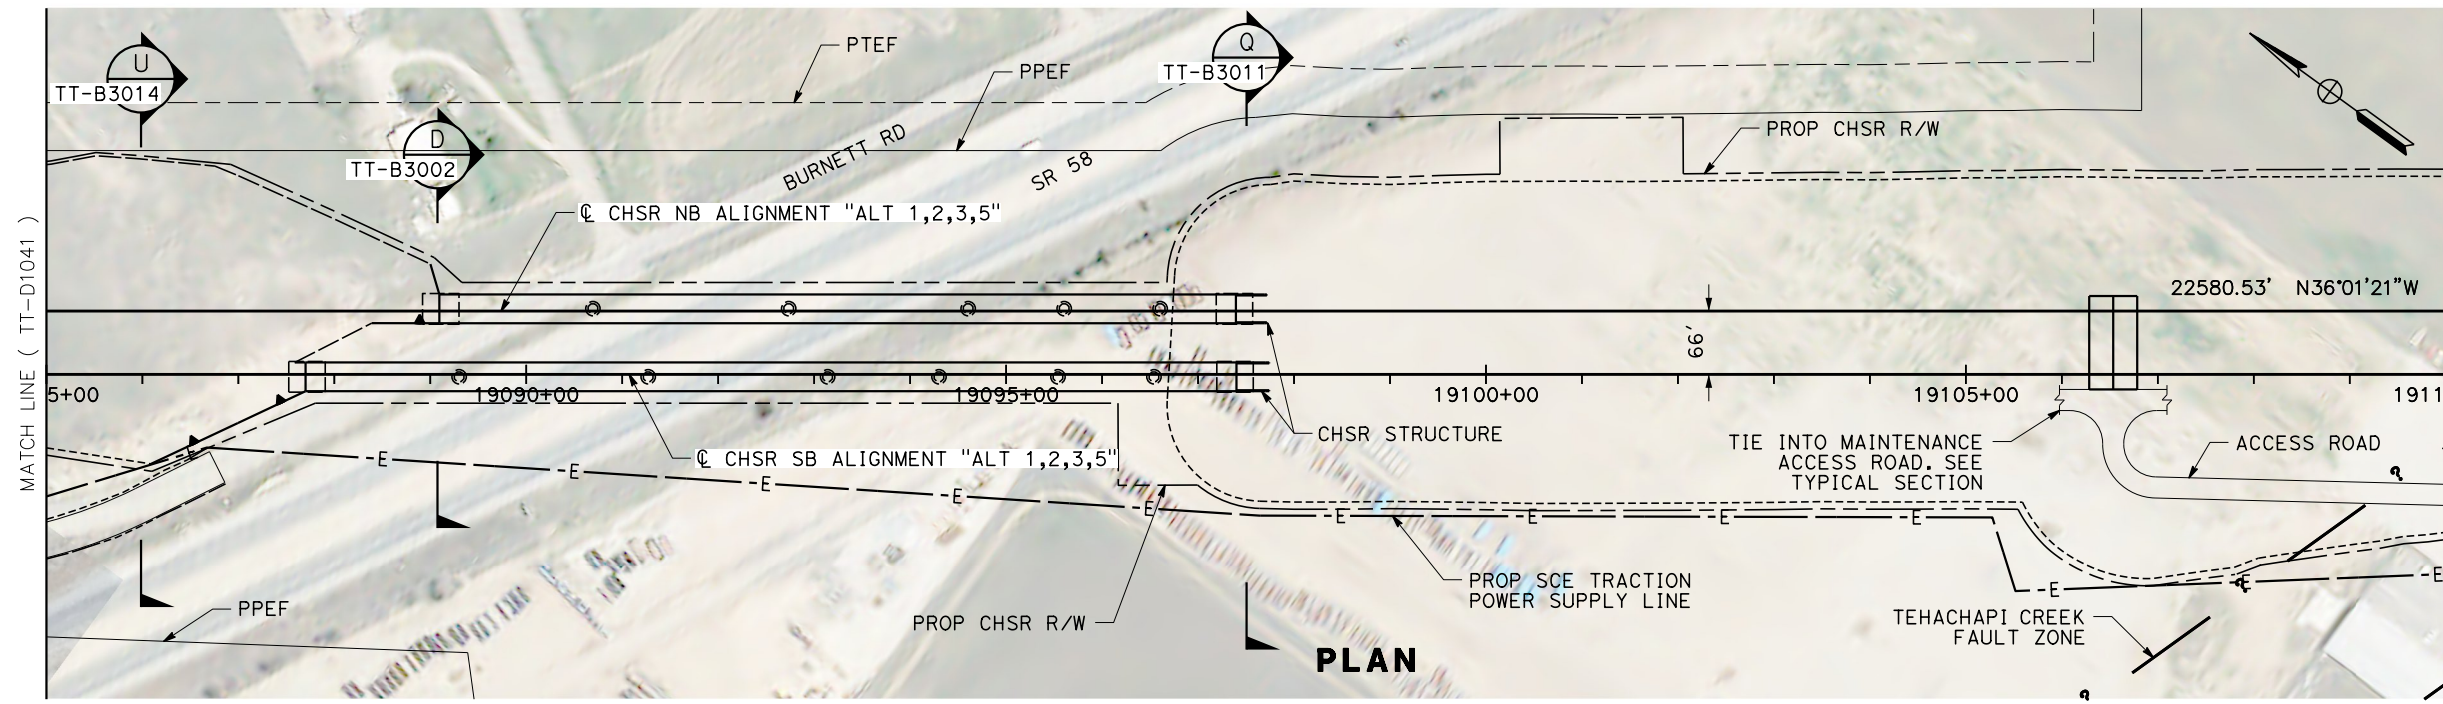 U
TT-B3014
D
TT-B3002
Q
TT-B3011
PTEF
PPEF
BURNETT RD
SR 58
PROP CHSR R/W
℄ CHSR NB ALIGNMENT "ALT 1,2,3,5"
MATCH LINE ( TT-D1041 )
22580.53' N36°01'21"W
66'
5+00
19090+00
19095+00
19100+00
19105+00
1911
CHSR STRUCTURE
℄ CHSR SB ALIGNMENT "ALT 1,2,3,5"
TIE INTO MAINTENANCE
ACCESS ROAD. SEE
TYPICAL SECTION
ACCESS ROAD
?
E
E
E
E
E
E
E
E
E
E
E
E
E
?
PROP SCE TRACTION
POWER SUPPLY LINE
PPEF
PROP CHSR R/W
TEHACHAPI CREEK
FAULT ZONE
?
PLAN